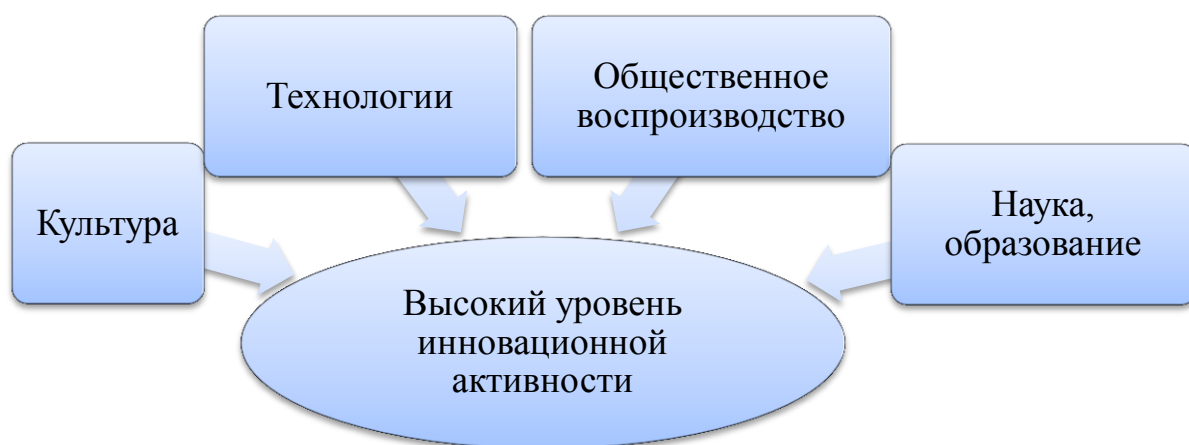 Технологии
Общественное
воспроизводство
Культура
Наука,
образование
Высокий уровень
инновационной
активности